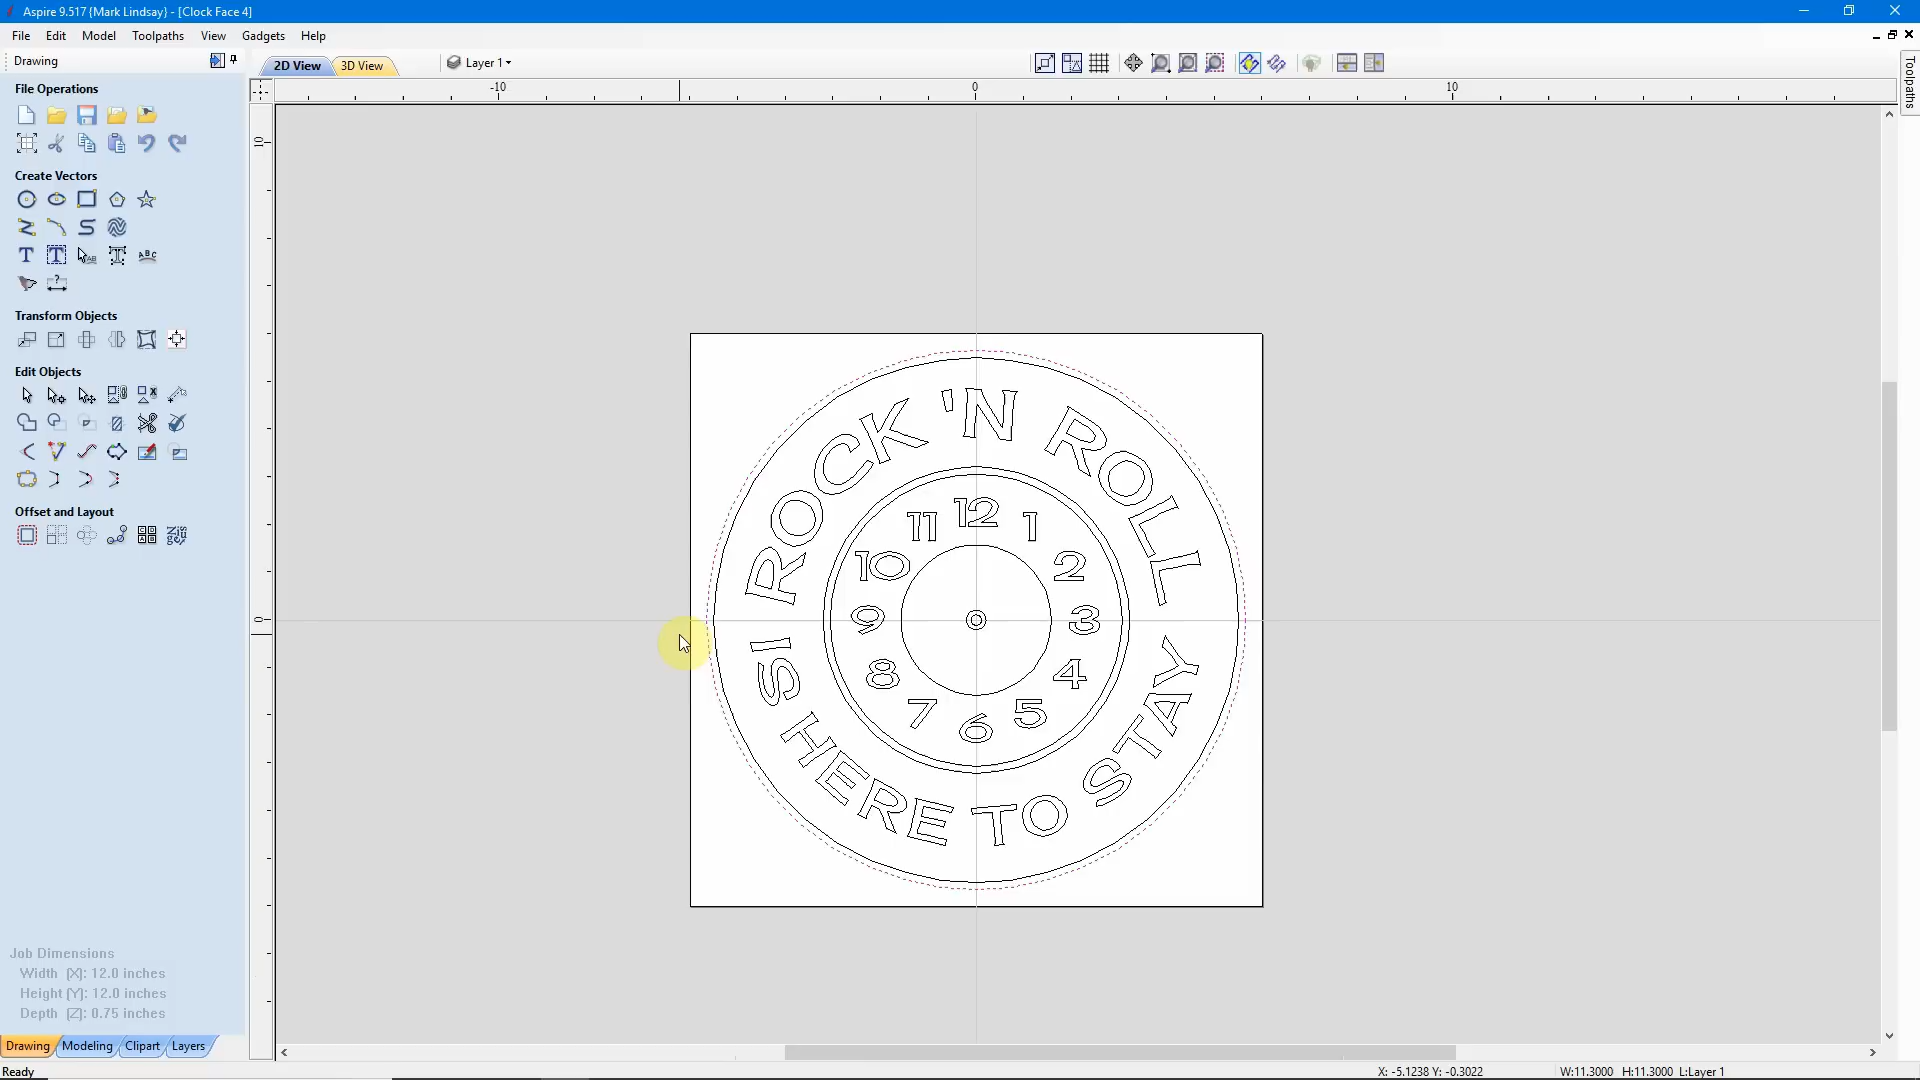 Aspire 9.517 {Mark Lindsay} - [Clock Face 4]
File Edit Model Toolpaths View Gadgets Help
Drawing
2D View
3D View
Layer 1
File Operations
Create Vectors
Transform Objects
Edit Objects
Offset and Layout
-10
0
10
10
0
Toolpaths
ROCK 'N ROLL
12
1
2
3
4
5
6
7
8
9
10
11
IS HERE TO STAY
Job Dimensions
Width (X): 12.0 inches
Height (Y): 12.0 inches
Depth (Z): 0.75 inches
Drawing
Modeling
Clipart
Layers
Ready
X: -5.1238 Y: -0.3022
W:11.3000 H:11.3000 L:Layer 1